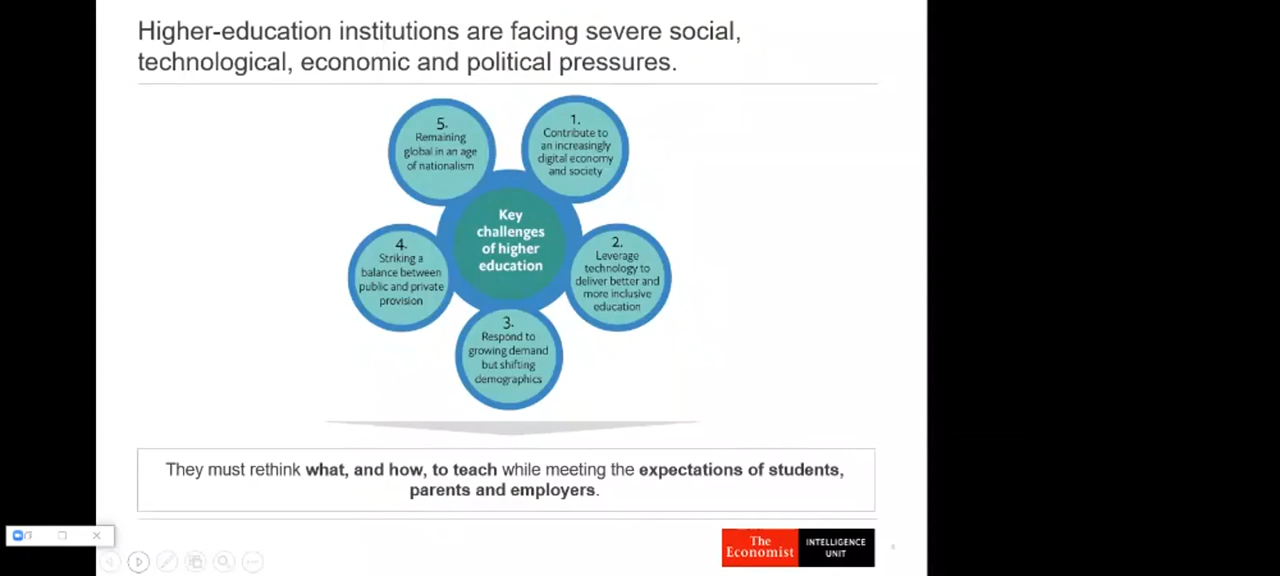 Higher-education institutions are facing severe social,
technological, economic and political pressures.
5.
Remaining
global in an age
of nationalism
1.
Contribute to
an increasingly
digital economy
and society
Key
challenges
of higher
education
4.
Striking a
balance between
public and private
provision
2.
Leverage
technology to
deliver better and
more inclusive
education
3.
Respond to
growing demand
but shifting
demographics
They must rethink what, and how, to teach while meeting the expectations of students,
parents and employers.
The
Economist
INTELLIGENCE
UNIT